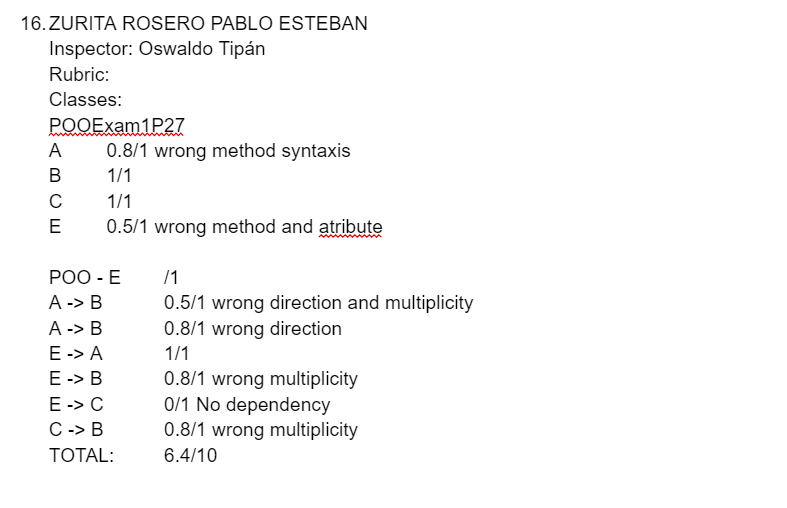 16. ZURITA ROSERO PABLO ESTEBAN
Inspector: Oswaldo Tipán
Rubric:
Classes:
POOExam1P27
A 0.8/1 wrong method syntaxis
B 1/1
C 1/1
E 0.5/1 wrong method and atribute
POO - E /1
A -> B 0.5/1 wrong direction and multiplicity
A -> B 0.8/1 wrong direction
E -> A 1/1
E -> B 0.8/1 wrong multiplicity
E -> C 0/1 No dependency
C -> B 0.8/1 wrong multiplicity
TOTAL: 6.4/10